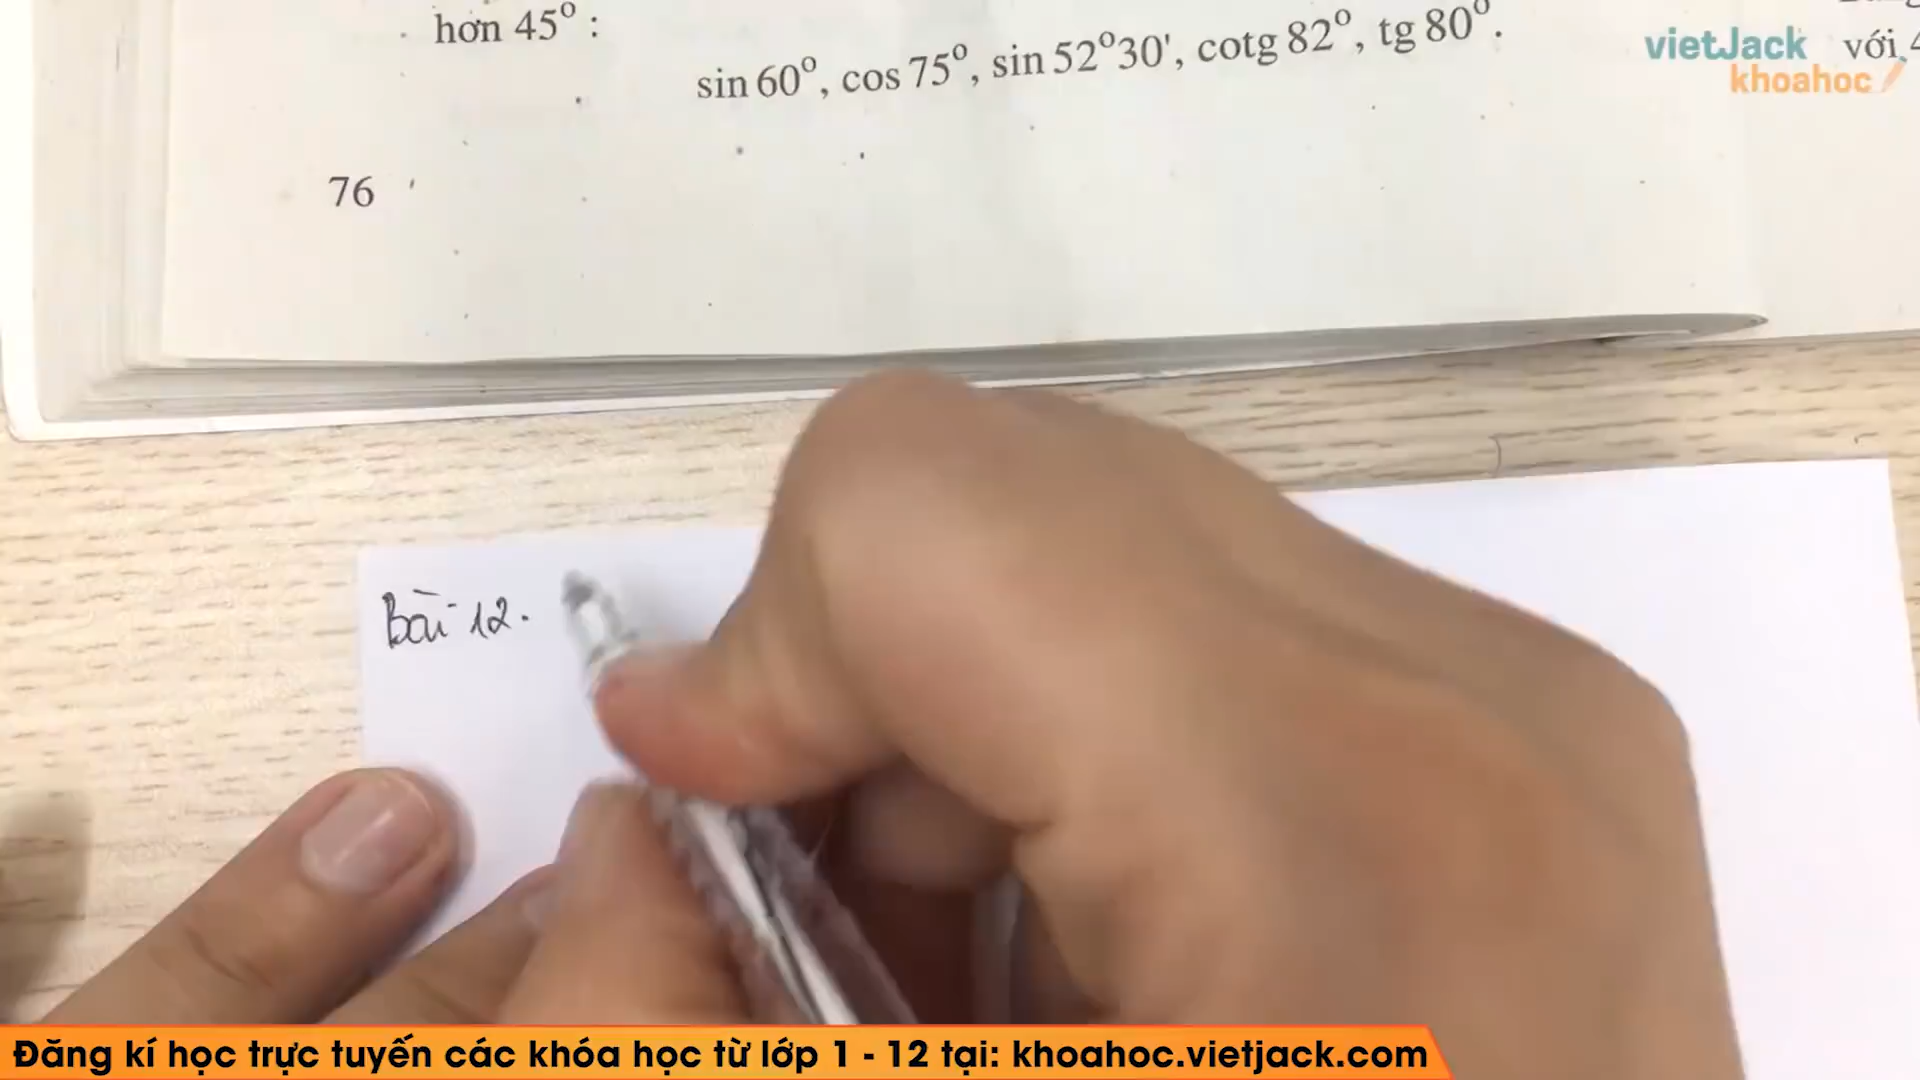 hơn 45° :
sin 60°, cos 75°, sin 52°30', cotg 82°, tg 80°.
76
vietJack
khoahoc
với
Bài 12.
Đăng kí học trực tuyến các khóa học từ lớp 1 - 12 tại: khoahoc.vietjack.com